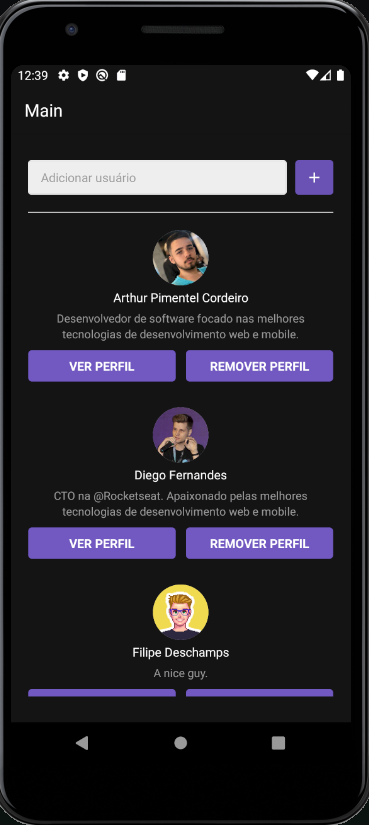 12:39
Main
Adicionar usuário
+
Arthur Pimentel Cordeiro
Desenvolvedor de software focado nas melhores
tecnologias de desenvolvimento web e mobile.
VER PERFIL REMOVER PERFIL
Diego Fernandes
CTO na @Rocketseat. Apaixonado pelas melhores
tecnologias de desenvolvimento web e mobile.
VER PERFIL REMOVER PERFIL
Filipe Deschamps
A nice guy.